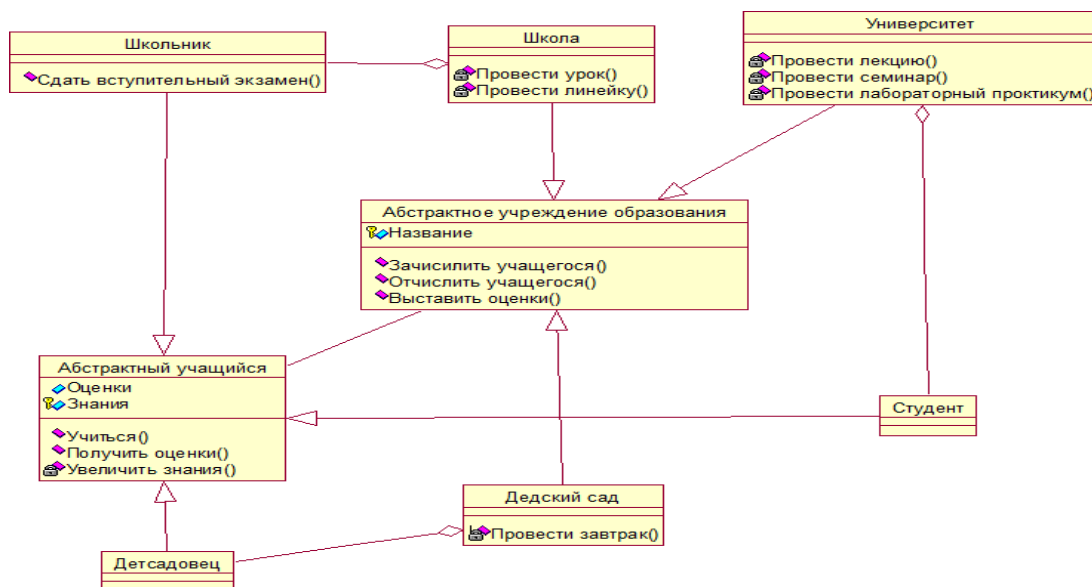 Школьник
Сдать вступительный экзамен()
Школа
Провести урок()
Провести линейку()
Университет
Провести лекцию()
Провести семинар()
Провести лабораторный практикум()
Абстрактное учреждение образования
Название
Зачисилить учащегося()
Отчислить учащегося()
Выставить оценки()
Абстрактный учащийся
Оценки
Знания
Учиться()
Получить оценки()
Увеличить знания()
Студент
Дедский сад
Провести завтрак()
Детсадовец